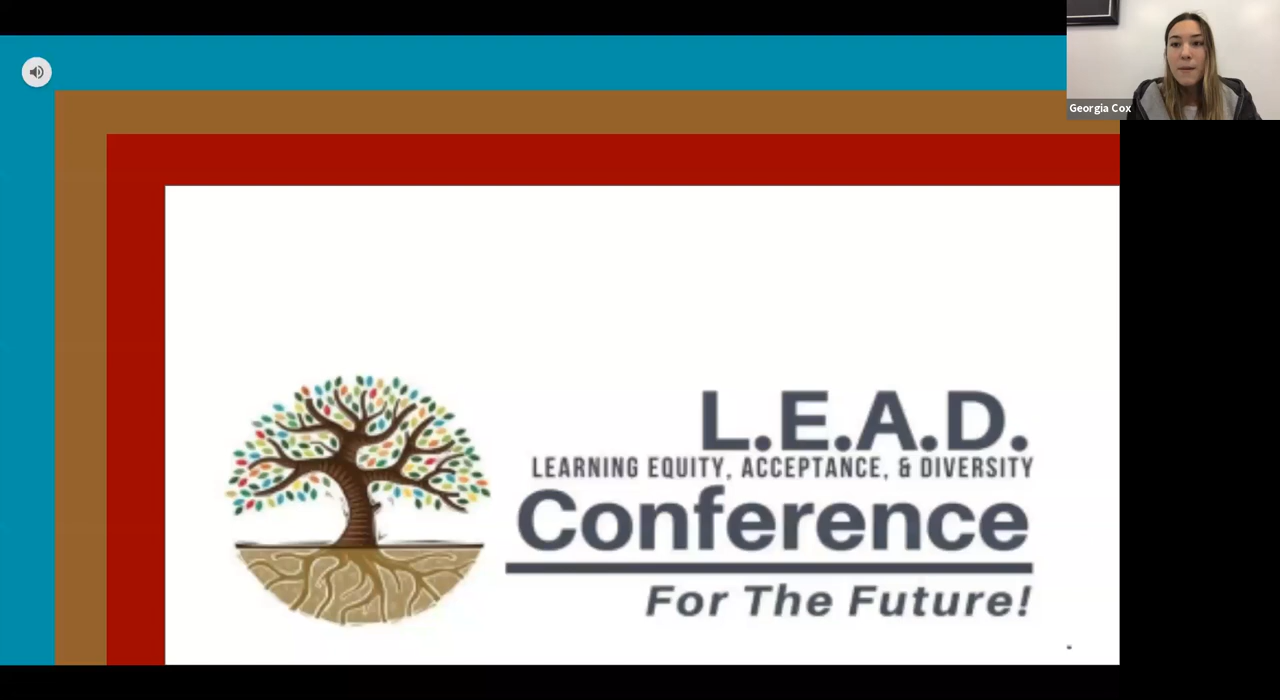 Georgia Cox
L.E.A.D.
LEARNING EQUITY, ACCEPTANCE, & DIVERSITY
Conference
For The Future!